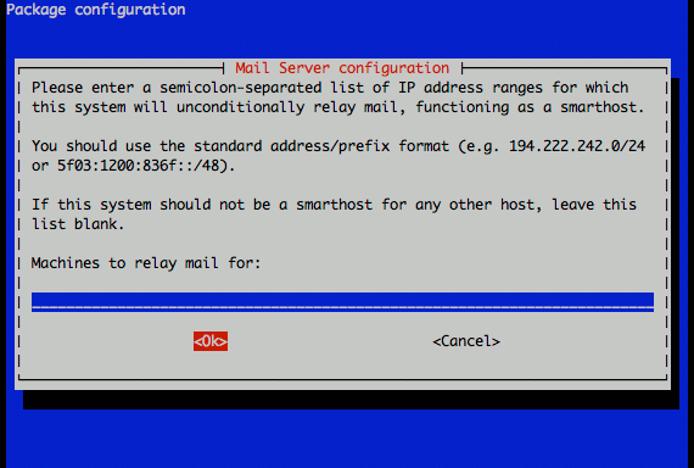 Package configuration
Mail Server configuration
Please enter a semicolon-separated list of IP address ranges for which
this system will unconditionally relay mail, functioning as a smarthost.
You should use the standard address/prefix format (e.g. 194.222.242.0/24
or 5f03:1200:836f::/48).
If this system should not be a smarthost for any other host, leave this
list blank.
Machines to relay mail for:
<Ok> <Cancel>